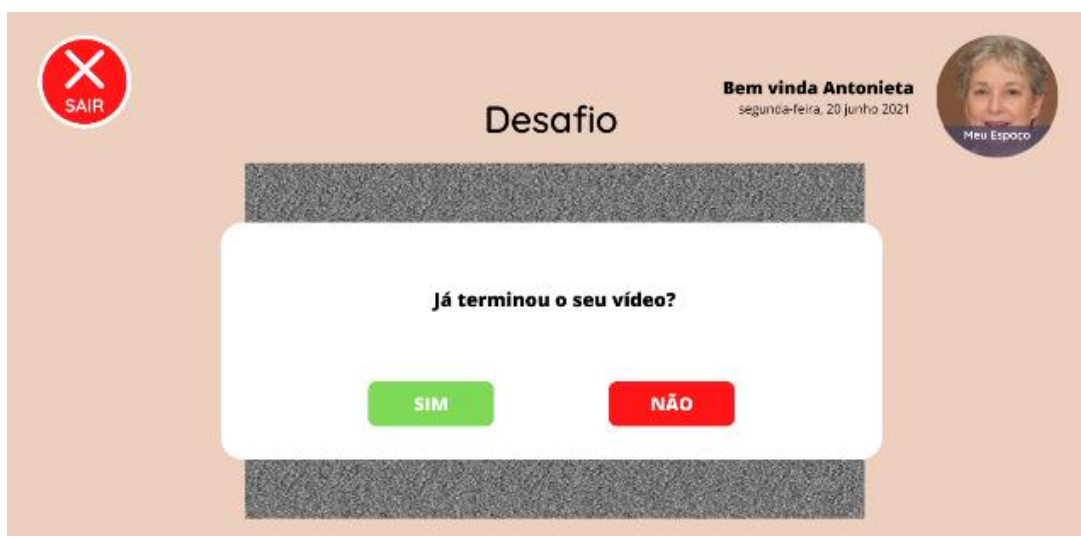 SAIR
Desafio
Bem vinda Antonieta
segunda-feira, 20 junho 2021
Meu Espaço
Já terminou o seu vídeo?
SIM
NÃO